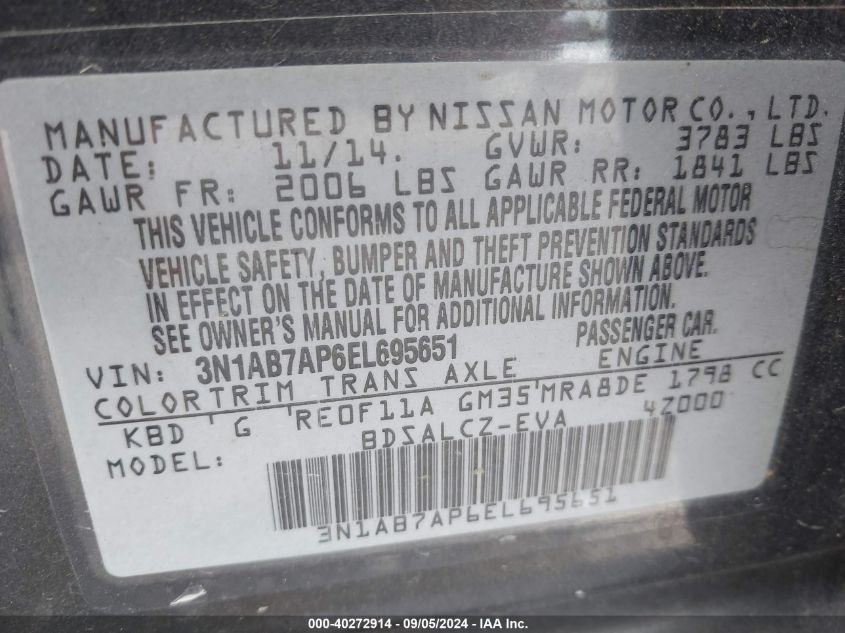 MANUFACTURED BY NISSAN MOTOR CO., LTD.
DATE: 11/14. GVWR: 3783 LBS
GAWR FR: 2006 LBS GAWR RR: 1841 LBS
THIS VEHICLE CONFORMS TO ALL APPLICABLE FEDERAL MOTOR
VEHICLE SAFETY, BUMPER AND THEFT PREVENTION STANDARDS
IN EFFECT ON THE DATE OF MANUFACTURE SHOWN ABOVE.
SEE OWNER'S MANUAL FOR ADDITIONAL INFORMATION.
VIN: 3N1AB7AP6EL695651 PASSENGER CAR.
COLOR TRIM TRANS AXLE ENGINE
KBD G RE0F11A GM35 MRA8DE 1798 CC
MODEL: BDSALCZ-EVA 4Z000
3N1AB7AP6EL695651
000-40272914 - 09/05/2024 - IAA Inc.